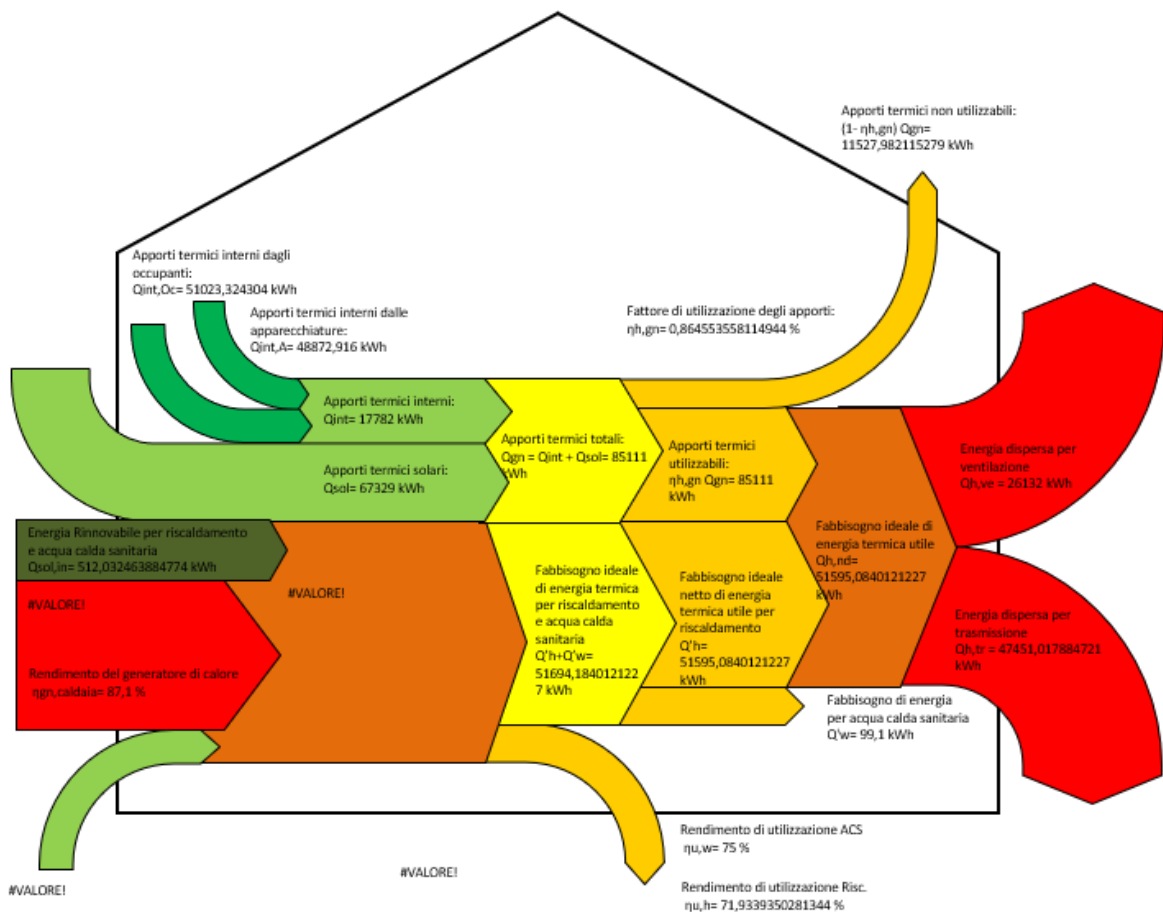 Apporti termici non utilizzabili:
(1- ηh,gn) Qgn=
11527,982115279 kWh
Apporti termici interni dagli
occupanti:
Qint,Oc= 51023,324304 kWh
Apporti termici interni dalle
apparecchiature:
Qint,A= 48872,916 kWh
Fattore di utilizzazione degli apporti:
ηh,gn= 0,864553558114944 %
Apporti termici interni:
Qint= 17782 kWh
Apporti termici solari:
Qsol= 67329 kWh
Apporti termici totali:
Qgn = Qint + Qsol= 85111
kWh
Apporti termici
utilizzabili:
ηh,gn Qgn= 85111
kWh
Energia dispersa per
ventilazione
Qh,ve = 26132 kWh
Energia Rinnovabile per riscaldamento
e acqua calda sanitaria
Qsol,in= 512,032463884774 kWh
#VALORE!
Rendimento del generatore di calore
ηgn,caldaia= 87,1 %
#VALORE!
Fabbisogno ideale
di energia termica
per riscaldamento
e acqua calda
sanitaria
Q'h+Q'w=
51694,184012122
7 kWh
Fabbisogno ideale
netto di energia
termica utile per
riscaldamento
Q'h=
51595,0840121227
kWh
Fabbisogno ideale di
energia termica utile
Qh,nd=
51595,0840121227
kWh
Energia dispersa per
trasmissione
Qh,tr = 47451,017884721
kWh
Fabbisogno di energia
per acqua calda sanitaria
Q'w= 99,1 kWh
#VALORE!
#VALORE!
Rendimento di utilizzazione ACS
ηu,w= 75 %
Rendimento di utilizzazione Risc.
ηu,h= 71,9339350281344 %